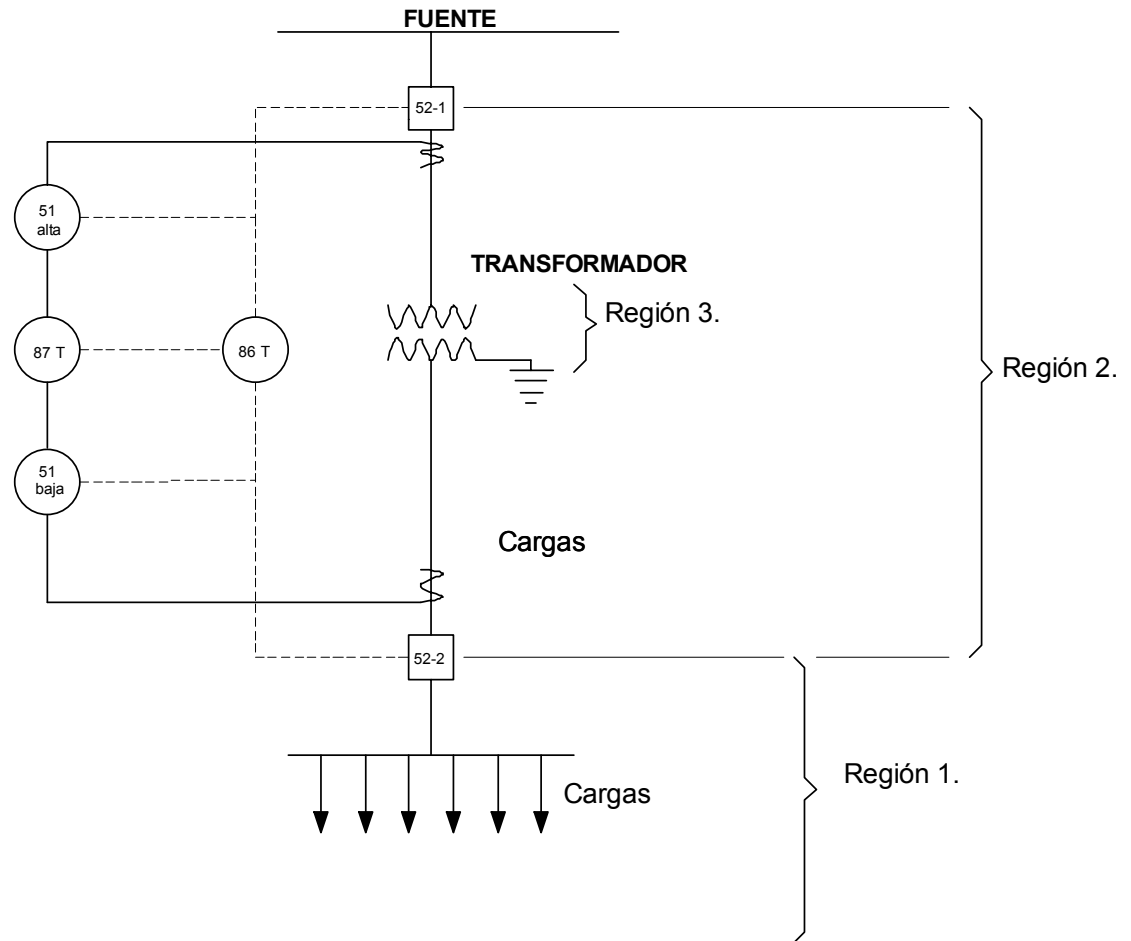 FUENTE
52-1
51
alta
TRANSFORMADOR
Región 3.
87 T
86 T
Región 2.
51
baja
Cargas
52-2
Región 1.
Cargas